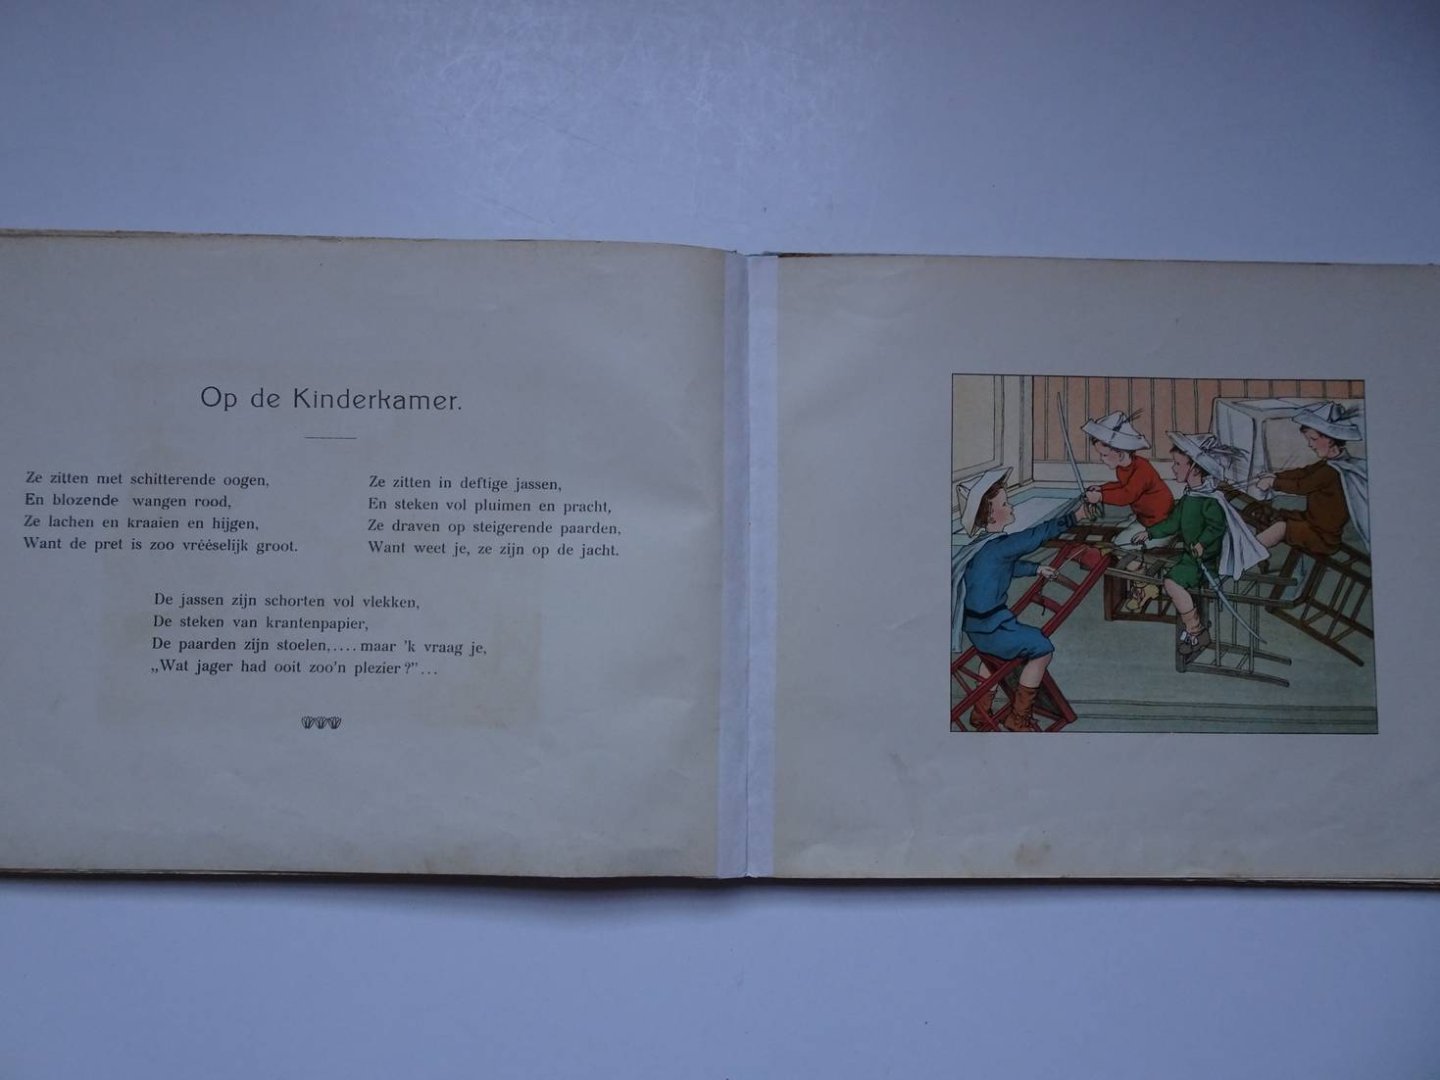 Op de Kinderkamer.
Ze zitten met schitterende oogen,
En blozende wangen rood,
Ze lachen en kraaien en hijgen,
Want de pret is zoo vrééselijk groot.
Ze zitten in deftige jassen,
En steken vol pluimen en pracht,
Ze draven op steigerende paarden,
Want weet je, ze zijn op de jacht.
De jassen zijn schorten vol vlekken,
De steken van krantenpapier,
De paarden zijn stoelen,.... maar 'k vraag je,
„Wat jager had ooit zoo'n plezier?"...